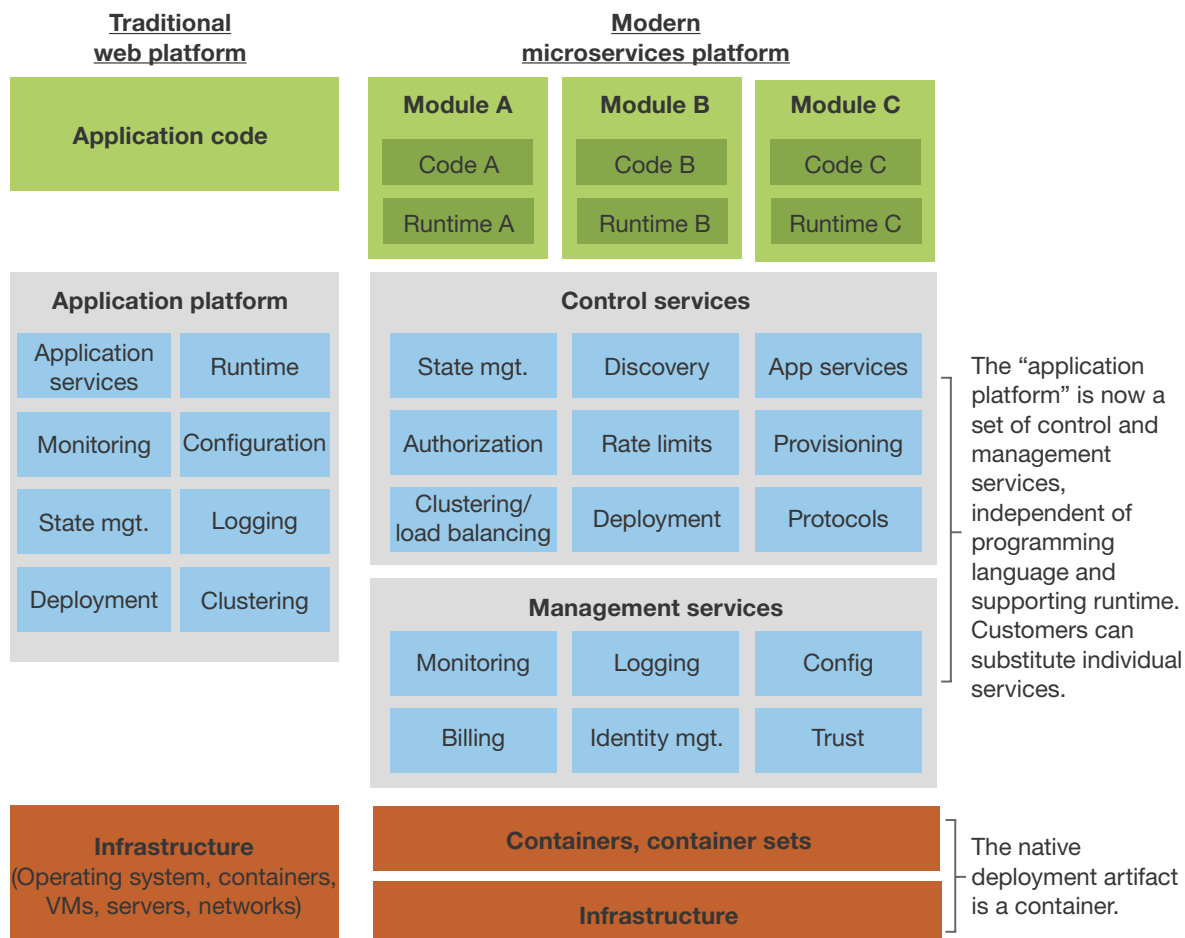 Traditional
web platform
Modern
microservices platform
Application code
Module A
Code A
Runtime A
Module B
Code B
Runtime B
Module C
Code C
Runtime C
Application platform
Application
services
Runtime
Monitoring
Configuration
State mgt.
Logging
Deployment
Clustering
Control services
State mgt.
Discovery
App services
Authorization
Rate limits
Provisioning
Clustering/
load balancing
Deployment
Protocols
Management services
Monitoring
Logging
Config
Billing
Identity mgt.
Trust
The “application
platform” is now a
set of control and
management
services,
independent of
programming
language and
supporting runtime.
Customers can
substitute individual
services.
Infrastructure
(Operating system, containers,
VMs, servers, networks)
Containers, container sets
Infrastructure
The native
deployment artifact
is a container.